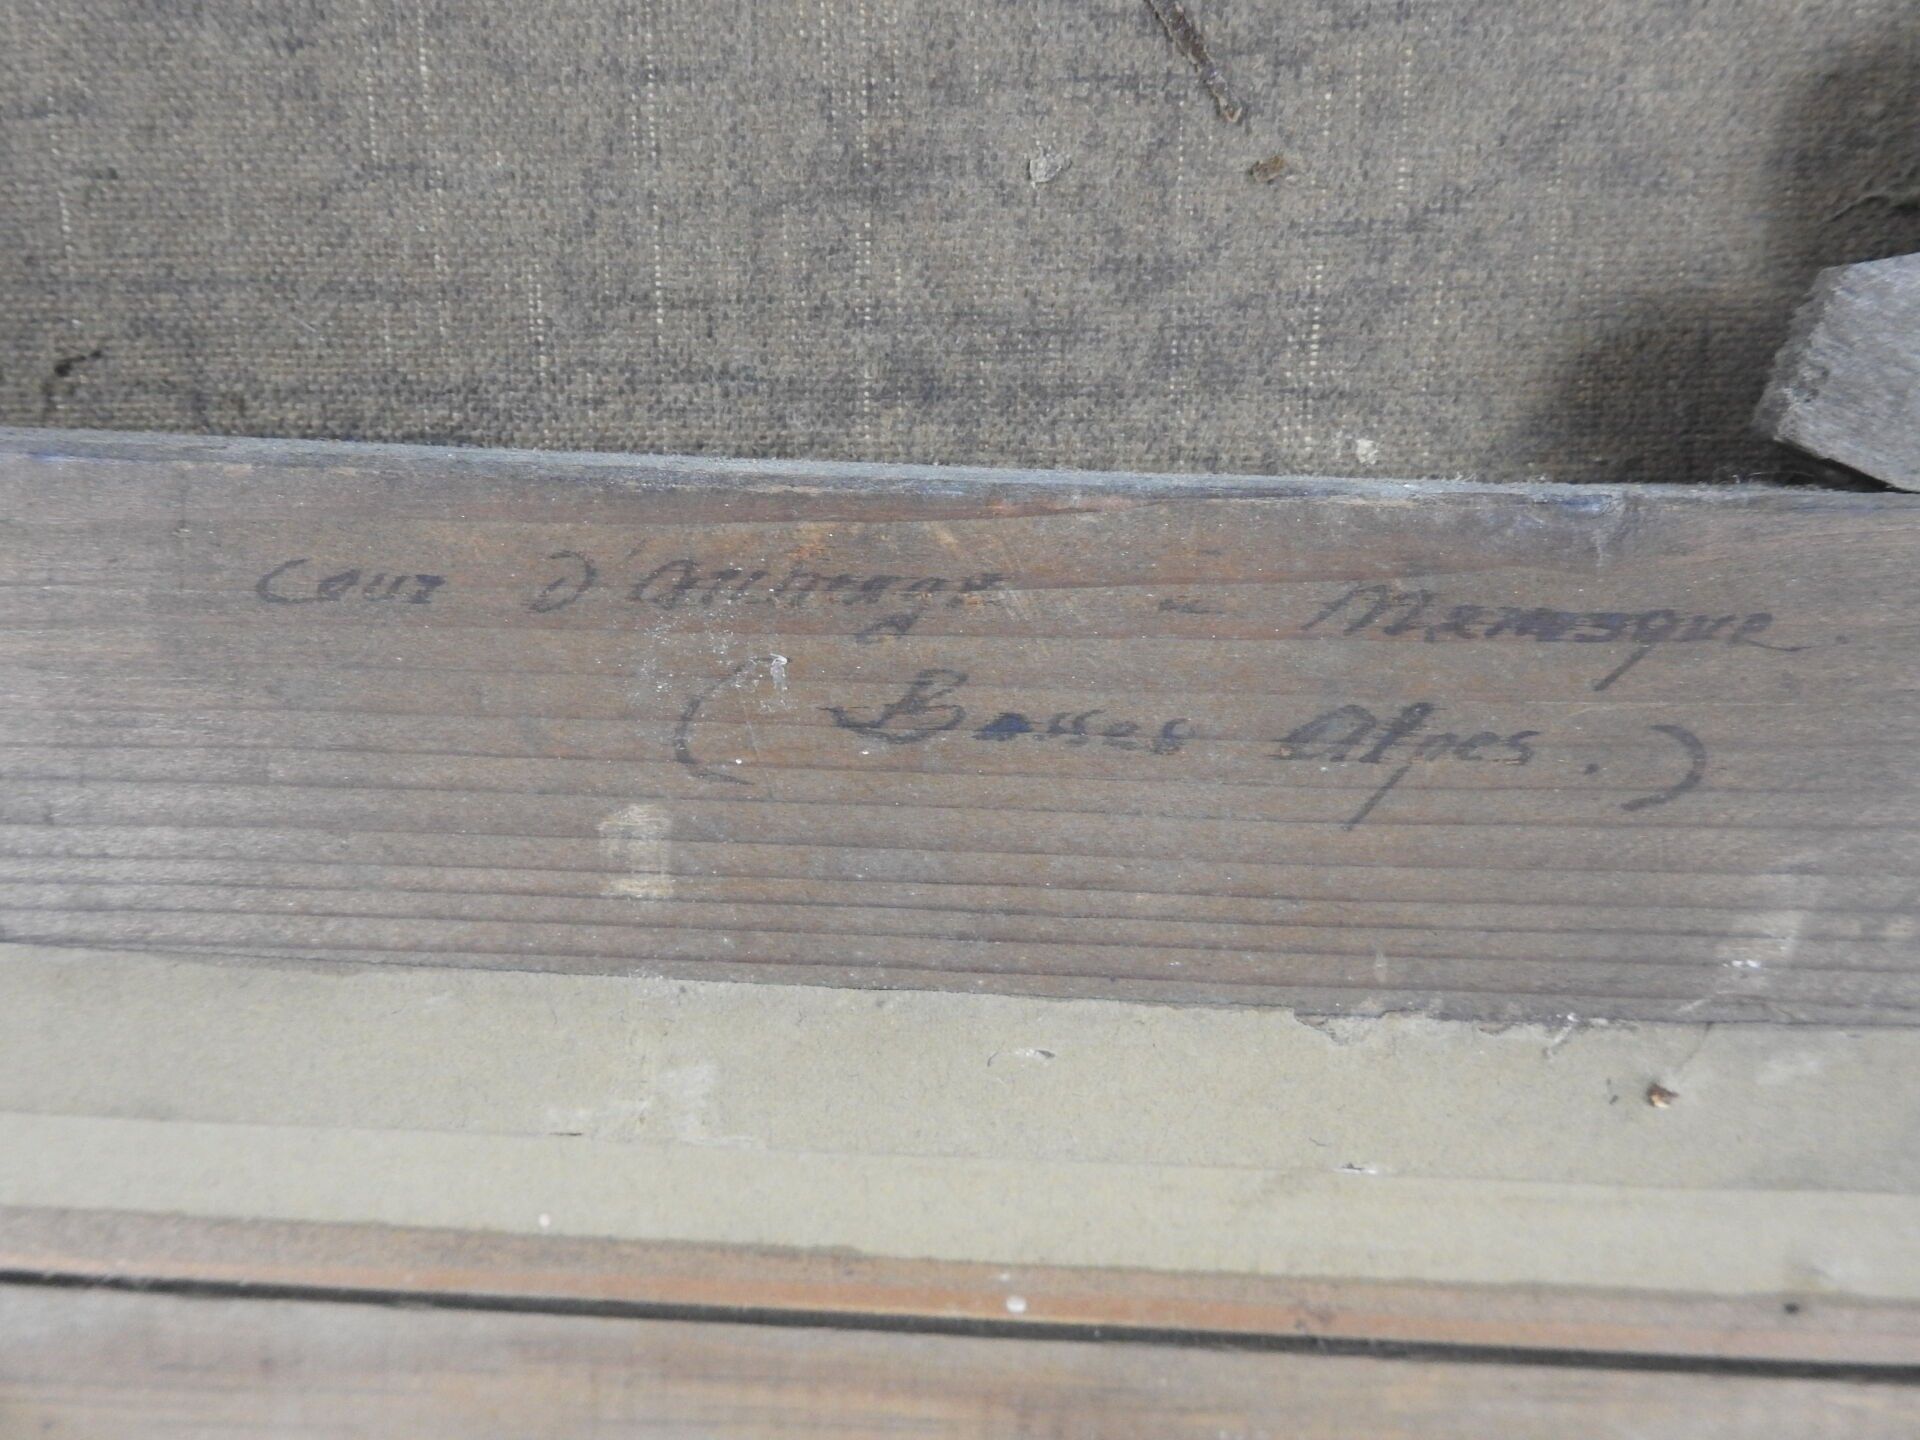 Cour d'Auberge - Manosque.
(Basses Alpes.)